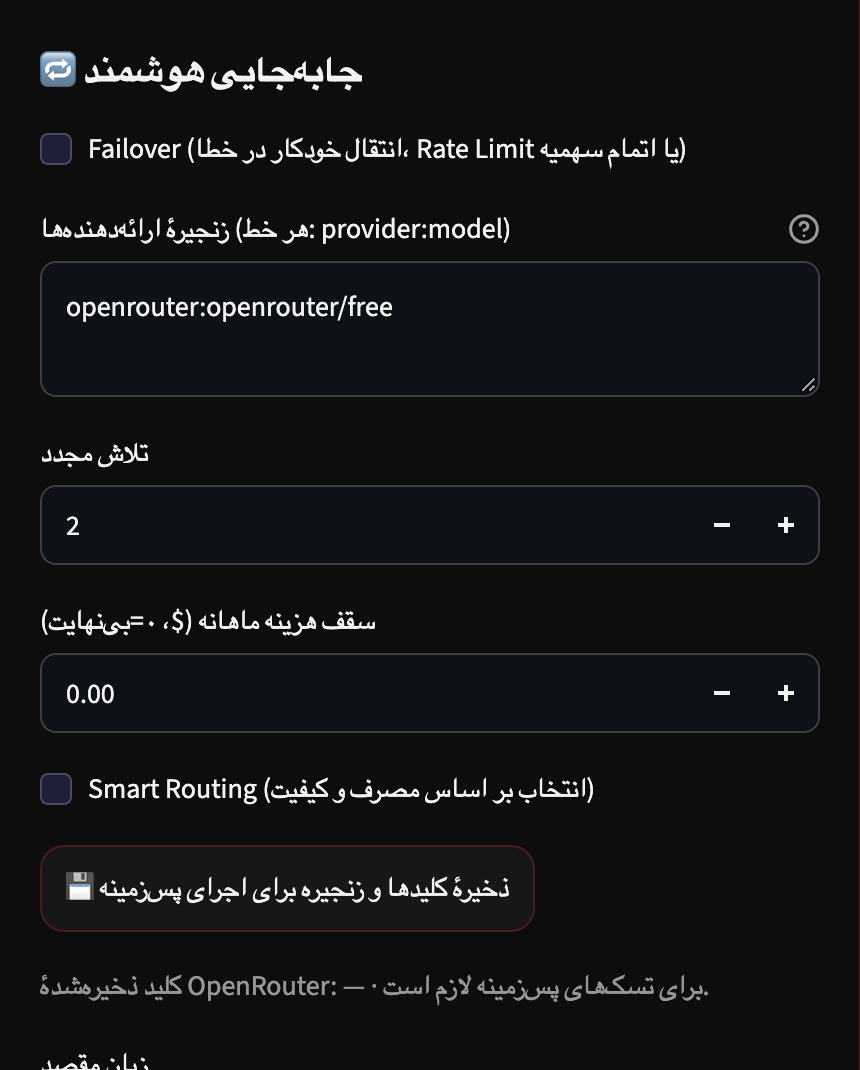 🔁 جابه‌جایی هوشمند
Failover (انتقال خودکار در خطا، Rate Limit یا اتمام سهمیه)
زنجیرهٔ ارائه‌دهنده‌ها (هر خط: provider:model)
openrouter:openrouter/free
تلاش مجدد
2
سقف هزینه ماهانه ($، ۰=بی‌نهایت)
0.00
Smart Routing (انتخاب بر اساس مصرف و کیفیت)
💾 ذخیرهٔ کلیدها و زنجیره برای اجرای پس‌زمینه
کلید ذخیره‌شدهٔ OpenRouter: — · برای تسک‌های پس‌زمینه لازم است.
زبان مقصد